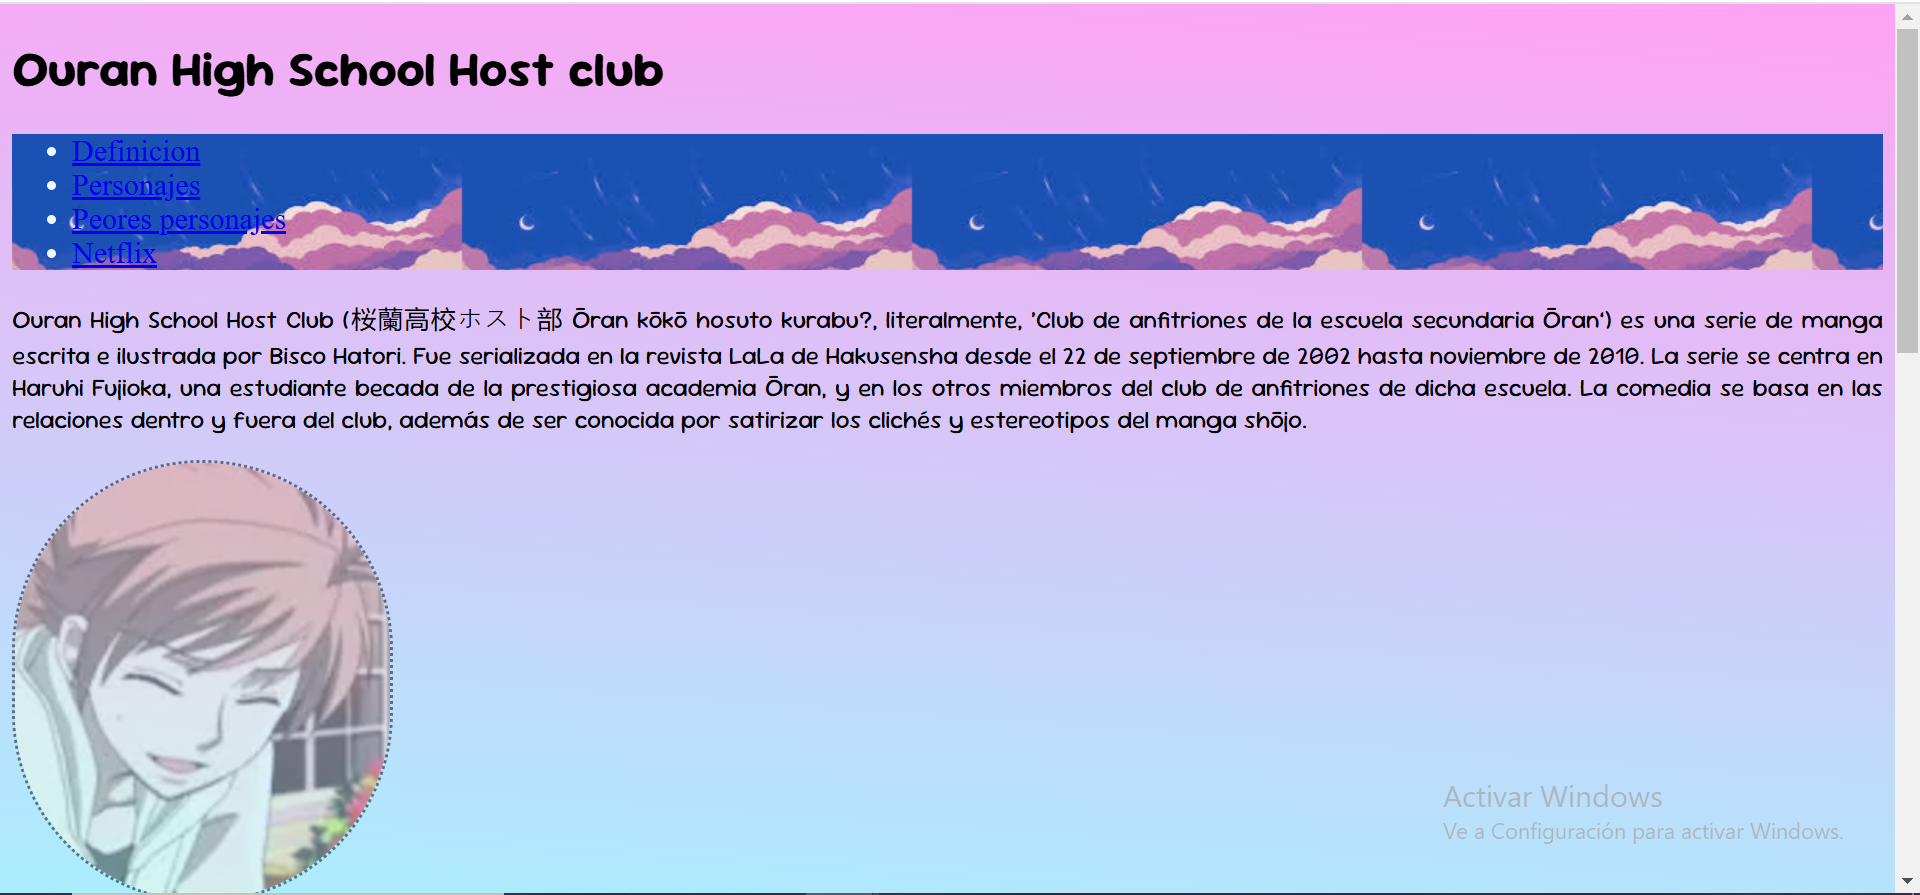 Ouran High School Host club
Definicion
Personajes
Peores personajes
Netflix
Ouran High School Host Club (桜蘭高校ホスト部 Ōran kōkō hosuto kurabu?, literalmente, 'Club de anfitriones de la escuela secundaria Ōran') es una serie de manga
escrita e ilustrada por Bisco Hatori. Fue serializada en la revista LaLa de Hakusensha desde el 22 de septiembre de 2002 hasta noviembre de 2010. La serie se centra en
Haruhi Fujioka, una estudiante becada de la prestigiosa academia Ōran, y en los otros miembros del club de anfitriones de dicha escuela. La comedia se basa en las
relaciones dentro y fuera del club, además de ser conocida por satirizar los clichés y estereotipos del manga shōjo.
Activar Windows
Ve a Configuración para activar Windows.